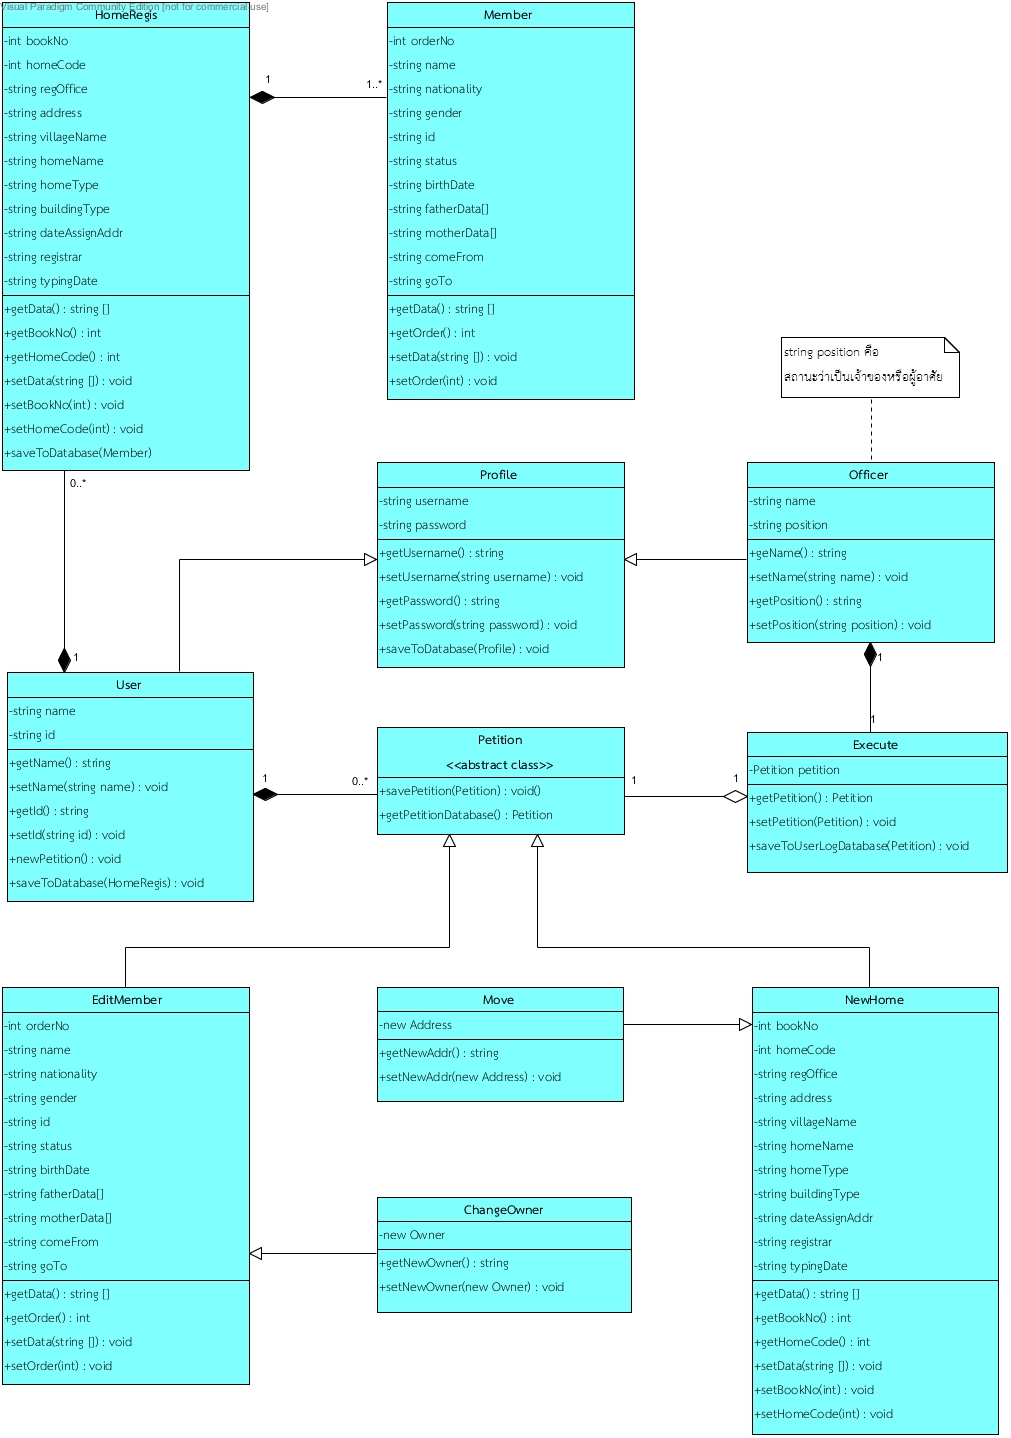 Visual Paradigm Community Edition [not for commercial use]
HomeRegis
-int bookNo
-int homeCode
-string regOffice
-string address
-string villageName
-string homeName
-string homeType
-string buildingType
-string dateAssignAddr
-string registrar
-string typingDate
+getData() : string []
+getBookNo() : int
+getHomeCode() : int
+setData(string []) : void
+setBookNo(int) : void
+setHomeCode(int) : void
+saveToDatabase(Member)
1
1..*
Member
-int orderNo
-string name
-string nationality
-string gender
-string id
-string status
-string birthDate
-string fatherData[]
-string motherData[]
-string comeFrom
-string goTo
+getData() : string []
+getOrder() : int
+setData(string []) : void
+setOrder(int) : void
string position คือ
สถานะว่าเป็นเจ้าของหรือผู้อาศัย
0..*
1
Profile
-string username
-string password
+getUsername() : string
+setUsername(string username) : void
+getPassword() : string
+setPassword(string password) : void
+saveToDatabase(Profile) : void
Officer
-string name
-string position
+geName() : string
+setName(string name) : void
+getPosition() : string
+setPosition(string position) : void
1
1
User
-string name
-string id
+getName() : string
+setName(string name) : void
+getId() : string
+setId(string id) : void
+newPetition() : void
+saveToDatabase(HomeRegis) : void
1
0..*
Petition
<<abstract class>>
+savePetition(Petition) : void()
+getPetitionDatabase() : Petition
1
1
Execute
-Petition petition
+getPetition() : Petition
+setPetition(Petition) : void
+saveToUserLogDatabase(Petition) : void
EditMember
-int orderNo
-string name
-string nationality
-string gender
-string id
-string status
-string birthDate
-string fatherData[]
-string motherData[]
-string comeFrom
-string goTo
+getData() : string []
+getOrder() : int
+setData(string []) : void
+setOrder(int) : void
Move
-new Address
+getNewAddr() : string
+setNewAddr(new Address) : void
ChangeOwner
-new Owner
+getNewOwner() : string
+setNewOwner(new Owner) : void
NewHome
-int bookNo
-int homeCode
-string regOffice
-string address
-string villageName
-string homeName
-string homeType
-string buildingType
-string dateAssignAddr
-string registrar
-string typingDate
+getData() : string []
+getBookNo() : int
+getHomeCode() : int
+setData(string []) : void
+setBookNo(int) : void
+setHomeCode(int) : void